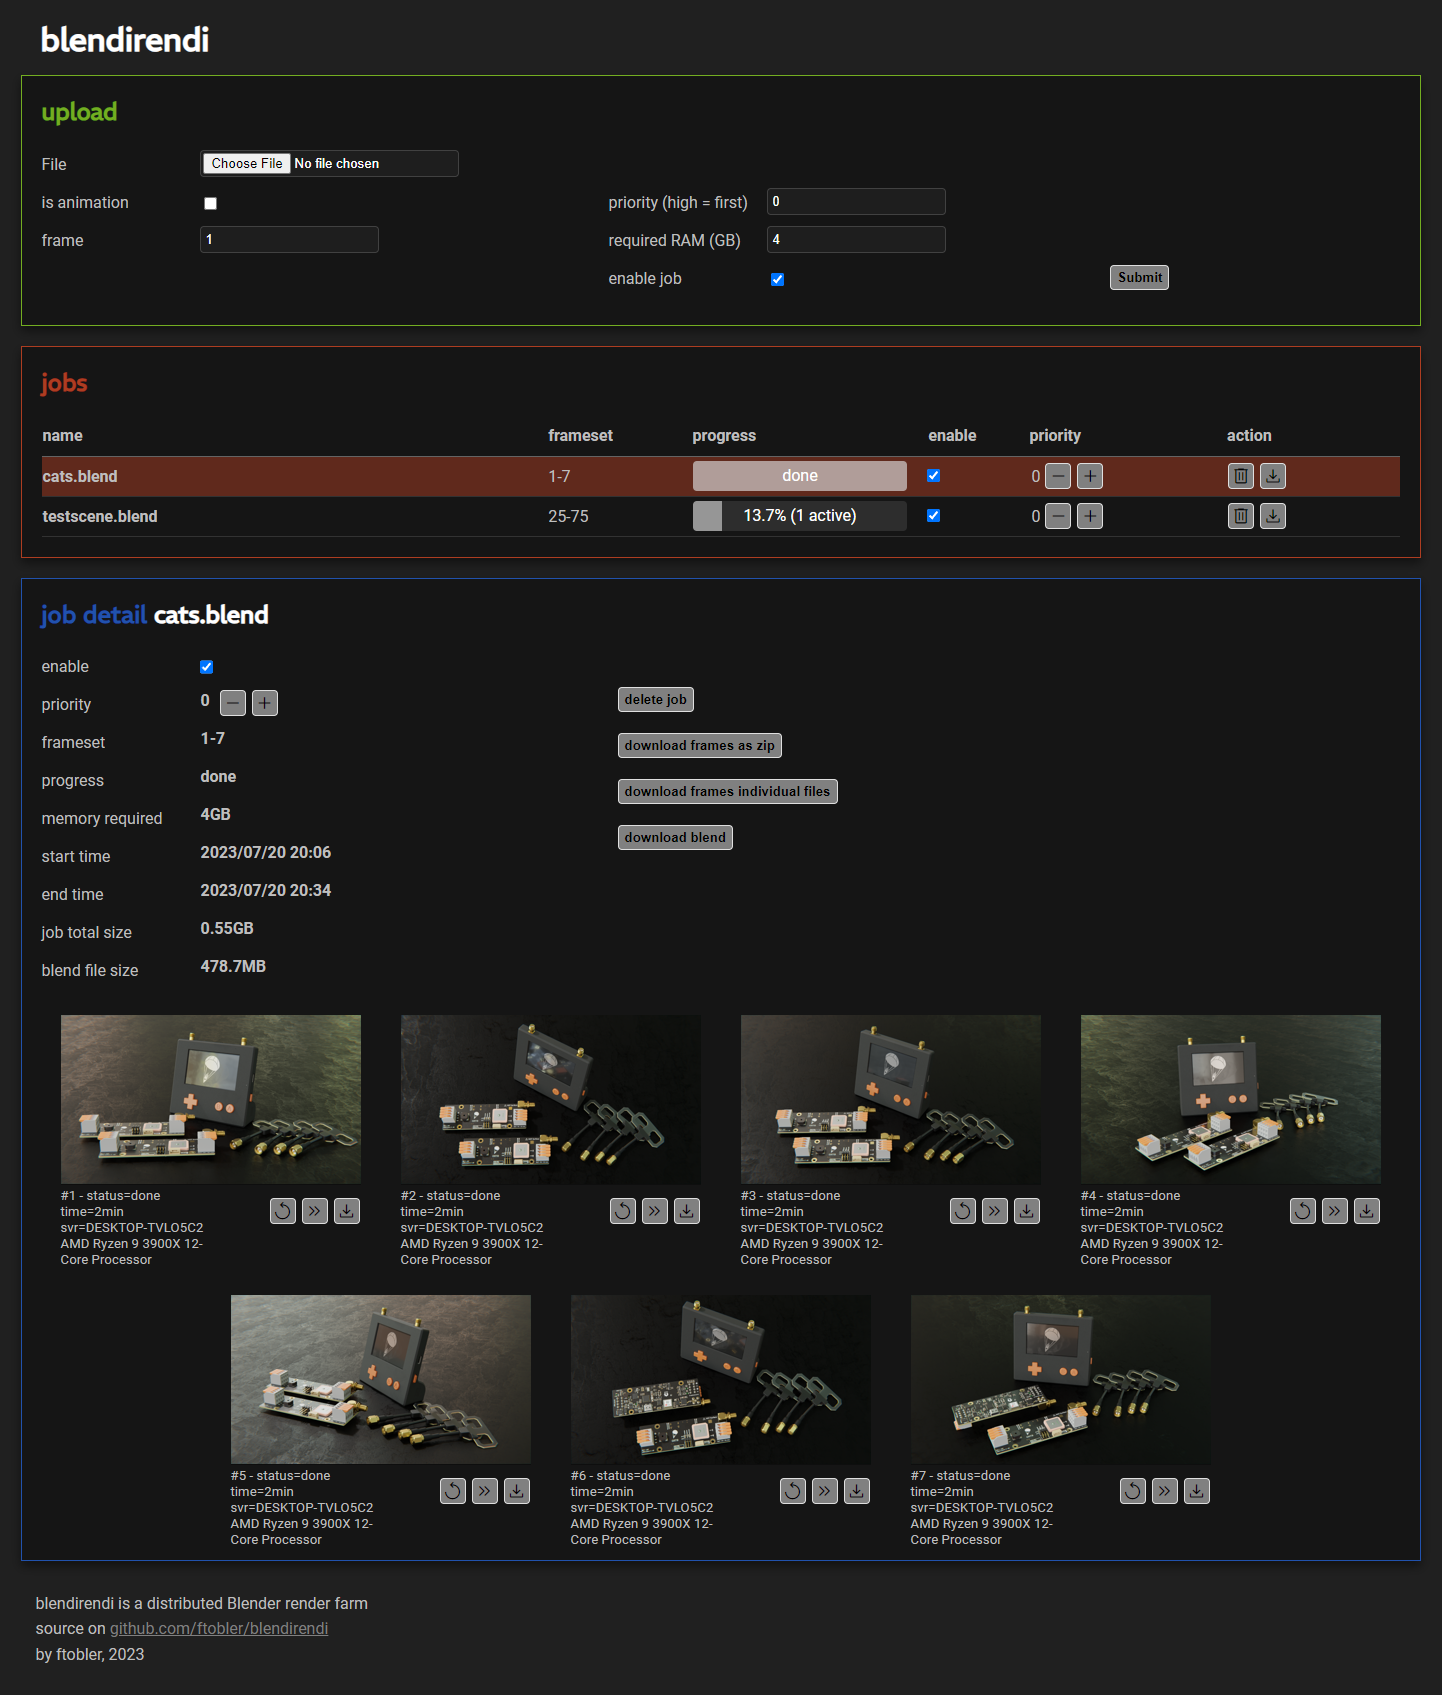 blendirendi
upload
File Choose File No file chosen
is animation priority (high = first) 0
frame 1 required RAM (GB) 4
enable job Submit
jobs
name frameset progress enable priority action
cats.blend 1-7 done 0
testscene.blend 25-75 13.7% (1 active) 0
job detail cats.blend
enable
priority 0 delete job
frameset 1-7
download frames as zip
progress done
download frames individual files
memory required 4GB
download blend
start time 2023/07/20 20:06
end time 2023/07/20 20:34
job total size 0.55GB
blend file size 478.7MB
#1 - status=done
time=2min
svr=DESKTOP-TVLO5C2
AMD Ryzen 9 3900X 12-
Core Processor
#2 - status=done
time=2min
svr=DESKTOP-TVLO5C2
AMD Ryzen 9 3900X 12-
Core Processor
#3 - status=done
time=2min
svr=DESKTOP-TVLO5C2
AMD Ryzen 9 3900X 12-
Core Processor
#4 - status=done
time=2min
svr=DESKTOP-TVLO5C2
AMD Ryzen 9 3900X 12-
Core Processor
#5 - status=done
time=2min
svr=DESKTOP-TVLO5C2
AMD Ryzen 9 3900X 12-
Core Processor
#6 - status=done
time=2min
svr=DESKTOP-TVLO5C2
AMD Ryzen 9 3900X 12-
Core Processor
#7 - status=done
time=2min
svr=DESKTOP-TVLO5C2
AMD Ryzen 9 3900X 12-
Core Processor
blendirendi is a distributed Blender render farm
source on github.com/ftobler/blendirendi
by ftobler, 2023